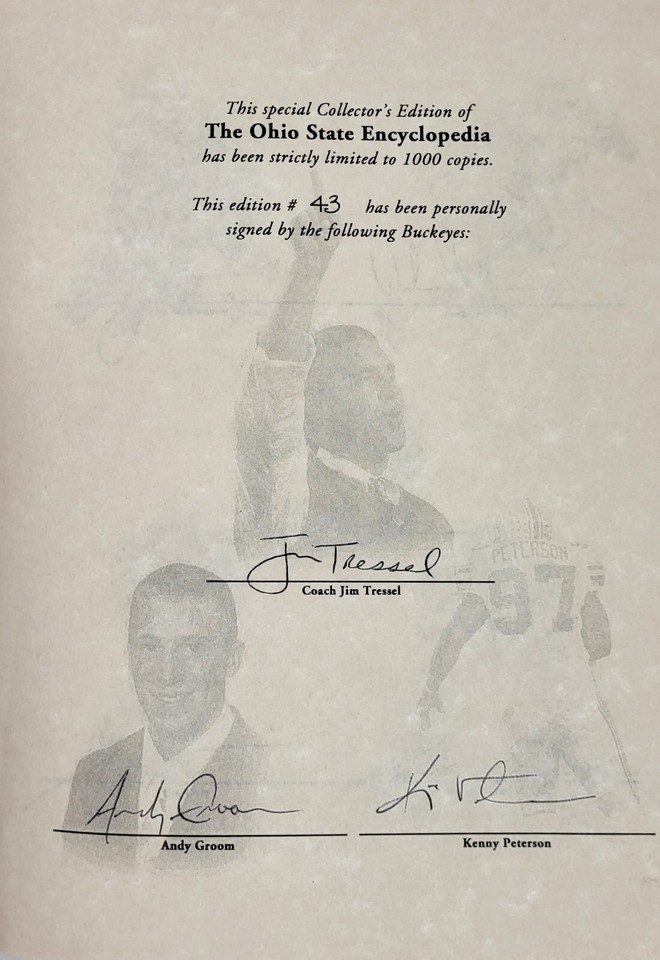 This special Collector's Edition of
The Ohio State Encyclopedia
has been strictly limited to 1000 copies.
This edition # 43 has been personally
signed by the following Buckeyes:
PETERSON
97
Jim Tressel
Coach Jim Tressel
Andy Groom
Andy Groom
Kenny Peterson